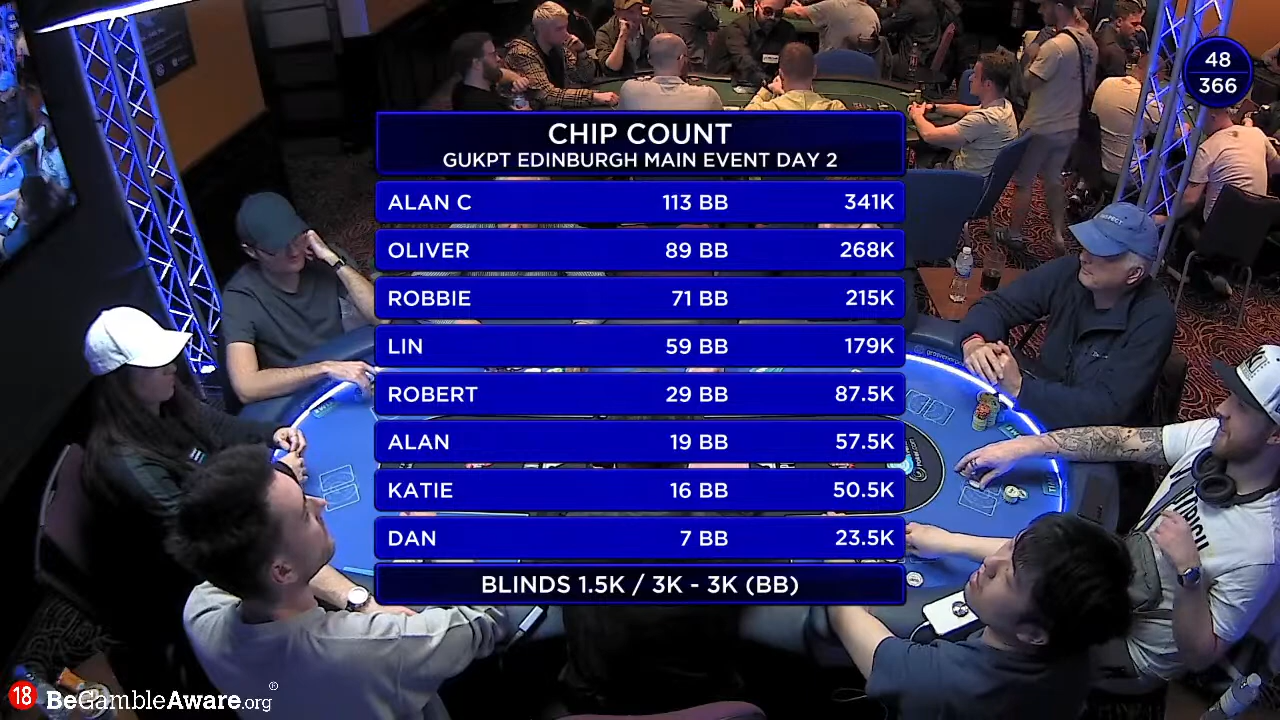 48
366
CHIP COUNT
GUKPT EDINBURGH MAIN EVENT DAY 2
ALAN C 113 BB 341K
OLIVER 89 BB 268K
ROBBIE 71 BB 215K
LIN 59 BB 179K
ROBERT 29 BB 87.5K
ALAN 19 BB 57.5K
KATIE 16 BB 50.5K
DAN 7 BB 23.5K
BLINDS 1.5K / 3K - 3K (BB)
18 BeGambleAware.org®